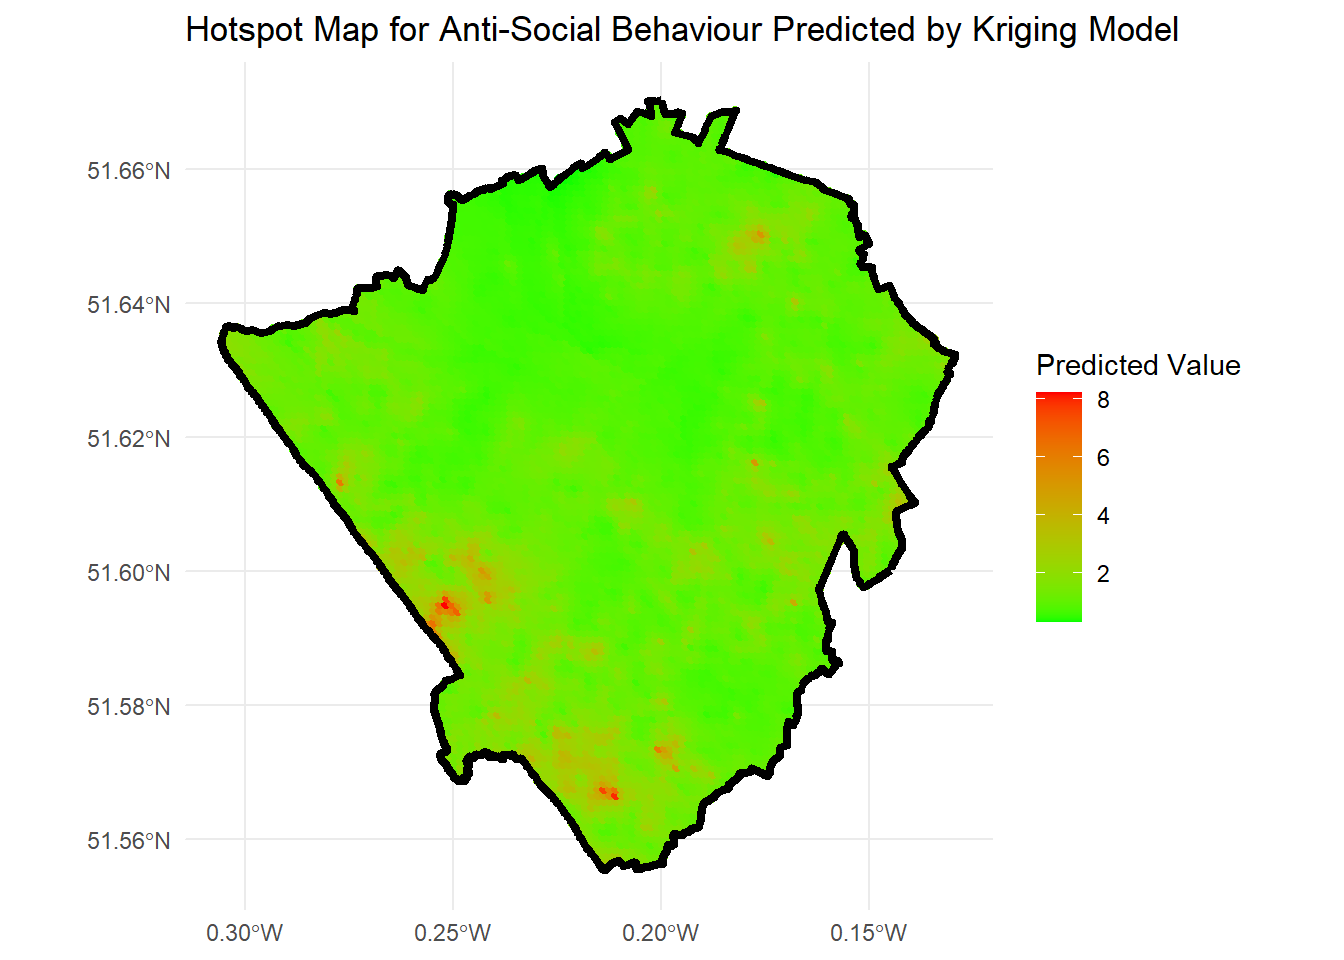 Hotspot Map for Anti-Social Behaviour Predicted by Kriging Model
51.66°N
51.64°N
51.62°N
51.60°N
51.58°N
51.56°N
0.30°W
0.25°W
0.20°W
0.15°W
Predicted Value
8
6
4
2